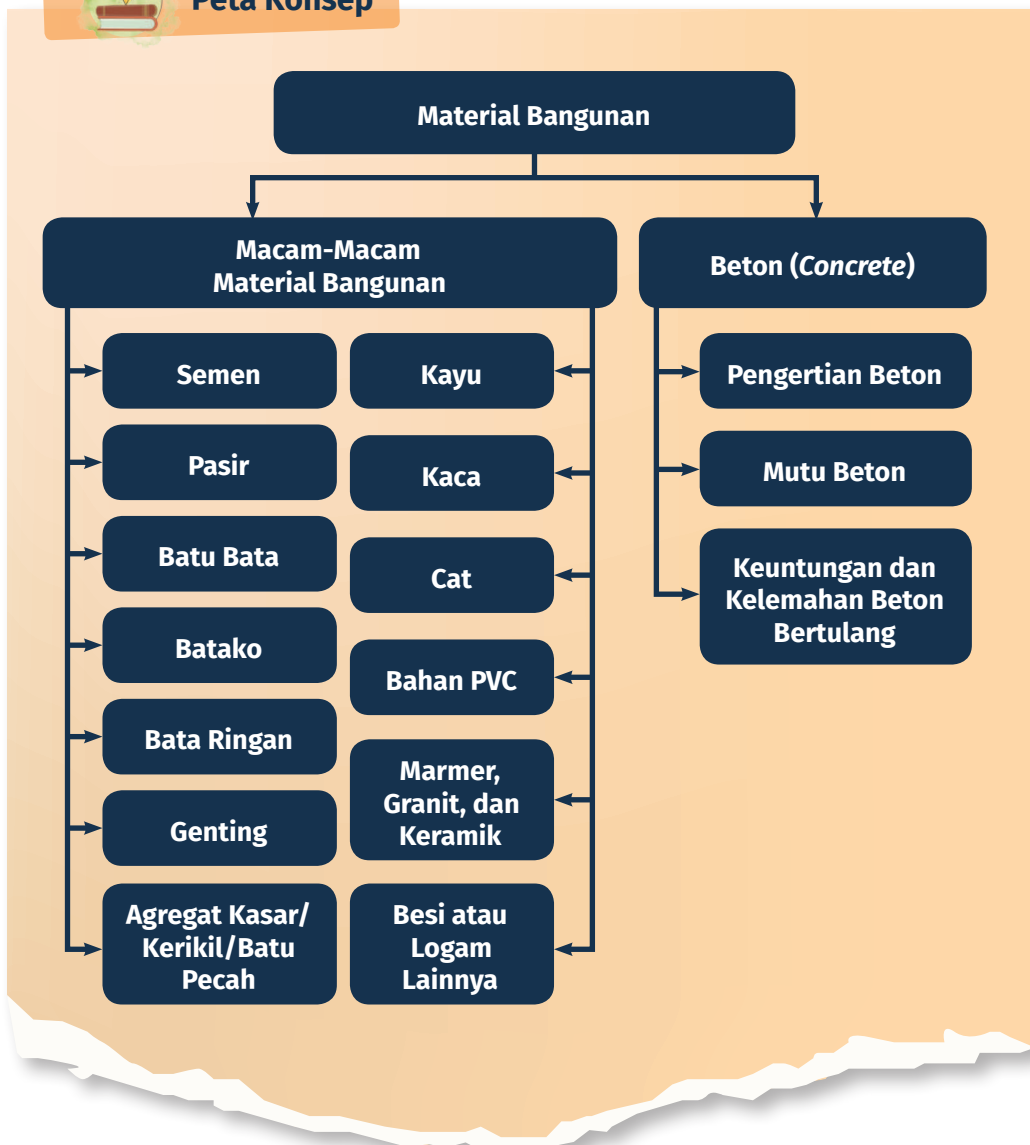 Peta Konsep
Material Bangunan
Macam-Macam
Material Bangunan
Semen
Pasir
Batu Bata
Batako
Bata Ringan
Genting
Agregat Kasar/
Kerikil/Batu
Pecah
Kayu
Kaca
Cat
Bahan PVC
Marmer,
Granit, dan
Keramik
Besi atau
Logam
Lainnya
Beton (Concrete)
Pengertian Beton
Mutu Beton
Keuntungan dan
Kelemahan Beton
Bertulang